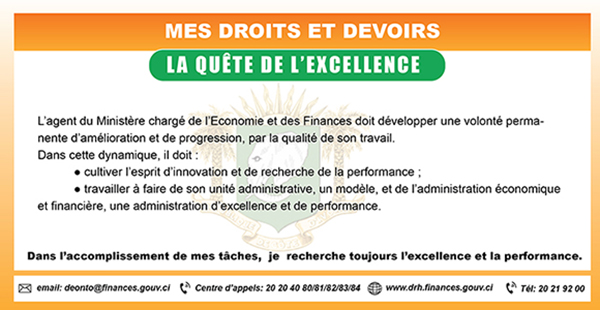 MES DROITS ET DEVOIRS
LA QUÊTE DE L'EXCELLENCE
L'agent du Ministère chargé de l'Economie et des Finances doit développer une volonté perma-
nente d'amélioration et de progression, par la qualité de son travail.
Dans cette dynamique, il doit :
● cultiver l'esprit d'innovation et de recherche de la performance ;
● travailler à faire de son unité administrative, un modèle, et de l'administration économique
et financière, une administration d'excellence et de performance.
Dans l'accomplissement de mes tâches, je recherche toujours l'excellence et la performance.
email: deonto@finances.gouv.ci Centre d'appels: 20 20 40 80/81/82/83/84 www.drh.finances.gouv.ci Tél: 20 21 92 00